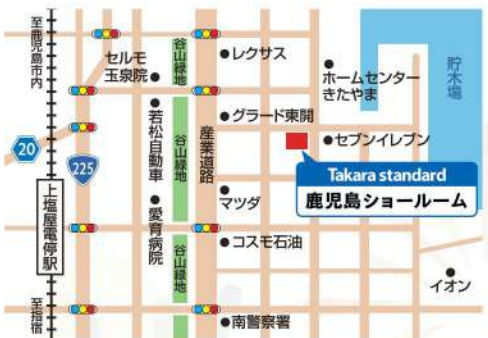 至鹿児島市内
セルモ
玉泉院
谷山緑地
レクサス
ホームセンター
きたやま
貯木場
グラード東開
若松自動車
谷山緑地
産業道路
セブンイレブン
20
225
Takara standard
鹿児島ショールーム
上塩屋電停駅
マツダ
愛育病院
谷山緑地
コスモ石油
イオン
至指宿
南警察署